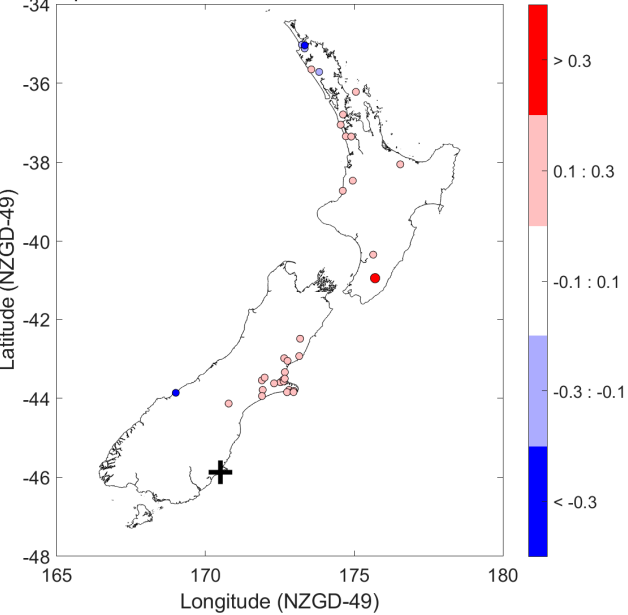 -34
-36
-38
-40
-42
-44
-46
-48
Latitude (NZGD-49)
165
170
175
180
Longitude (NZGD-49)
> 0.3
0.1 : 0.3
-0.1 : 0.1
-0.3 : -0.1
< -0.3